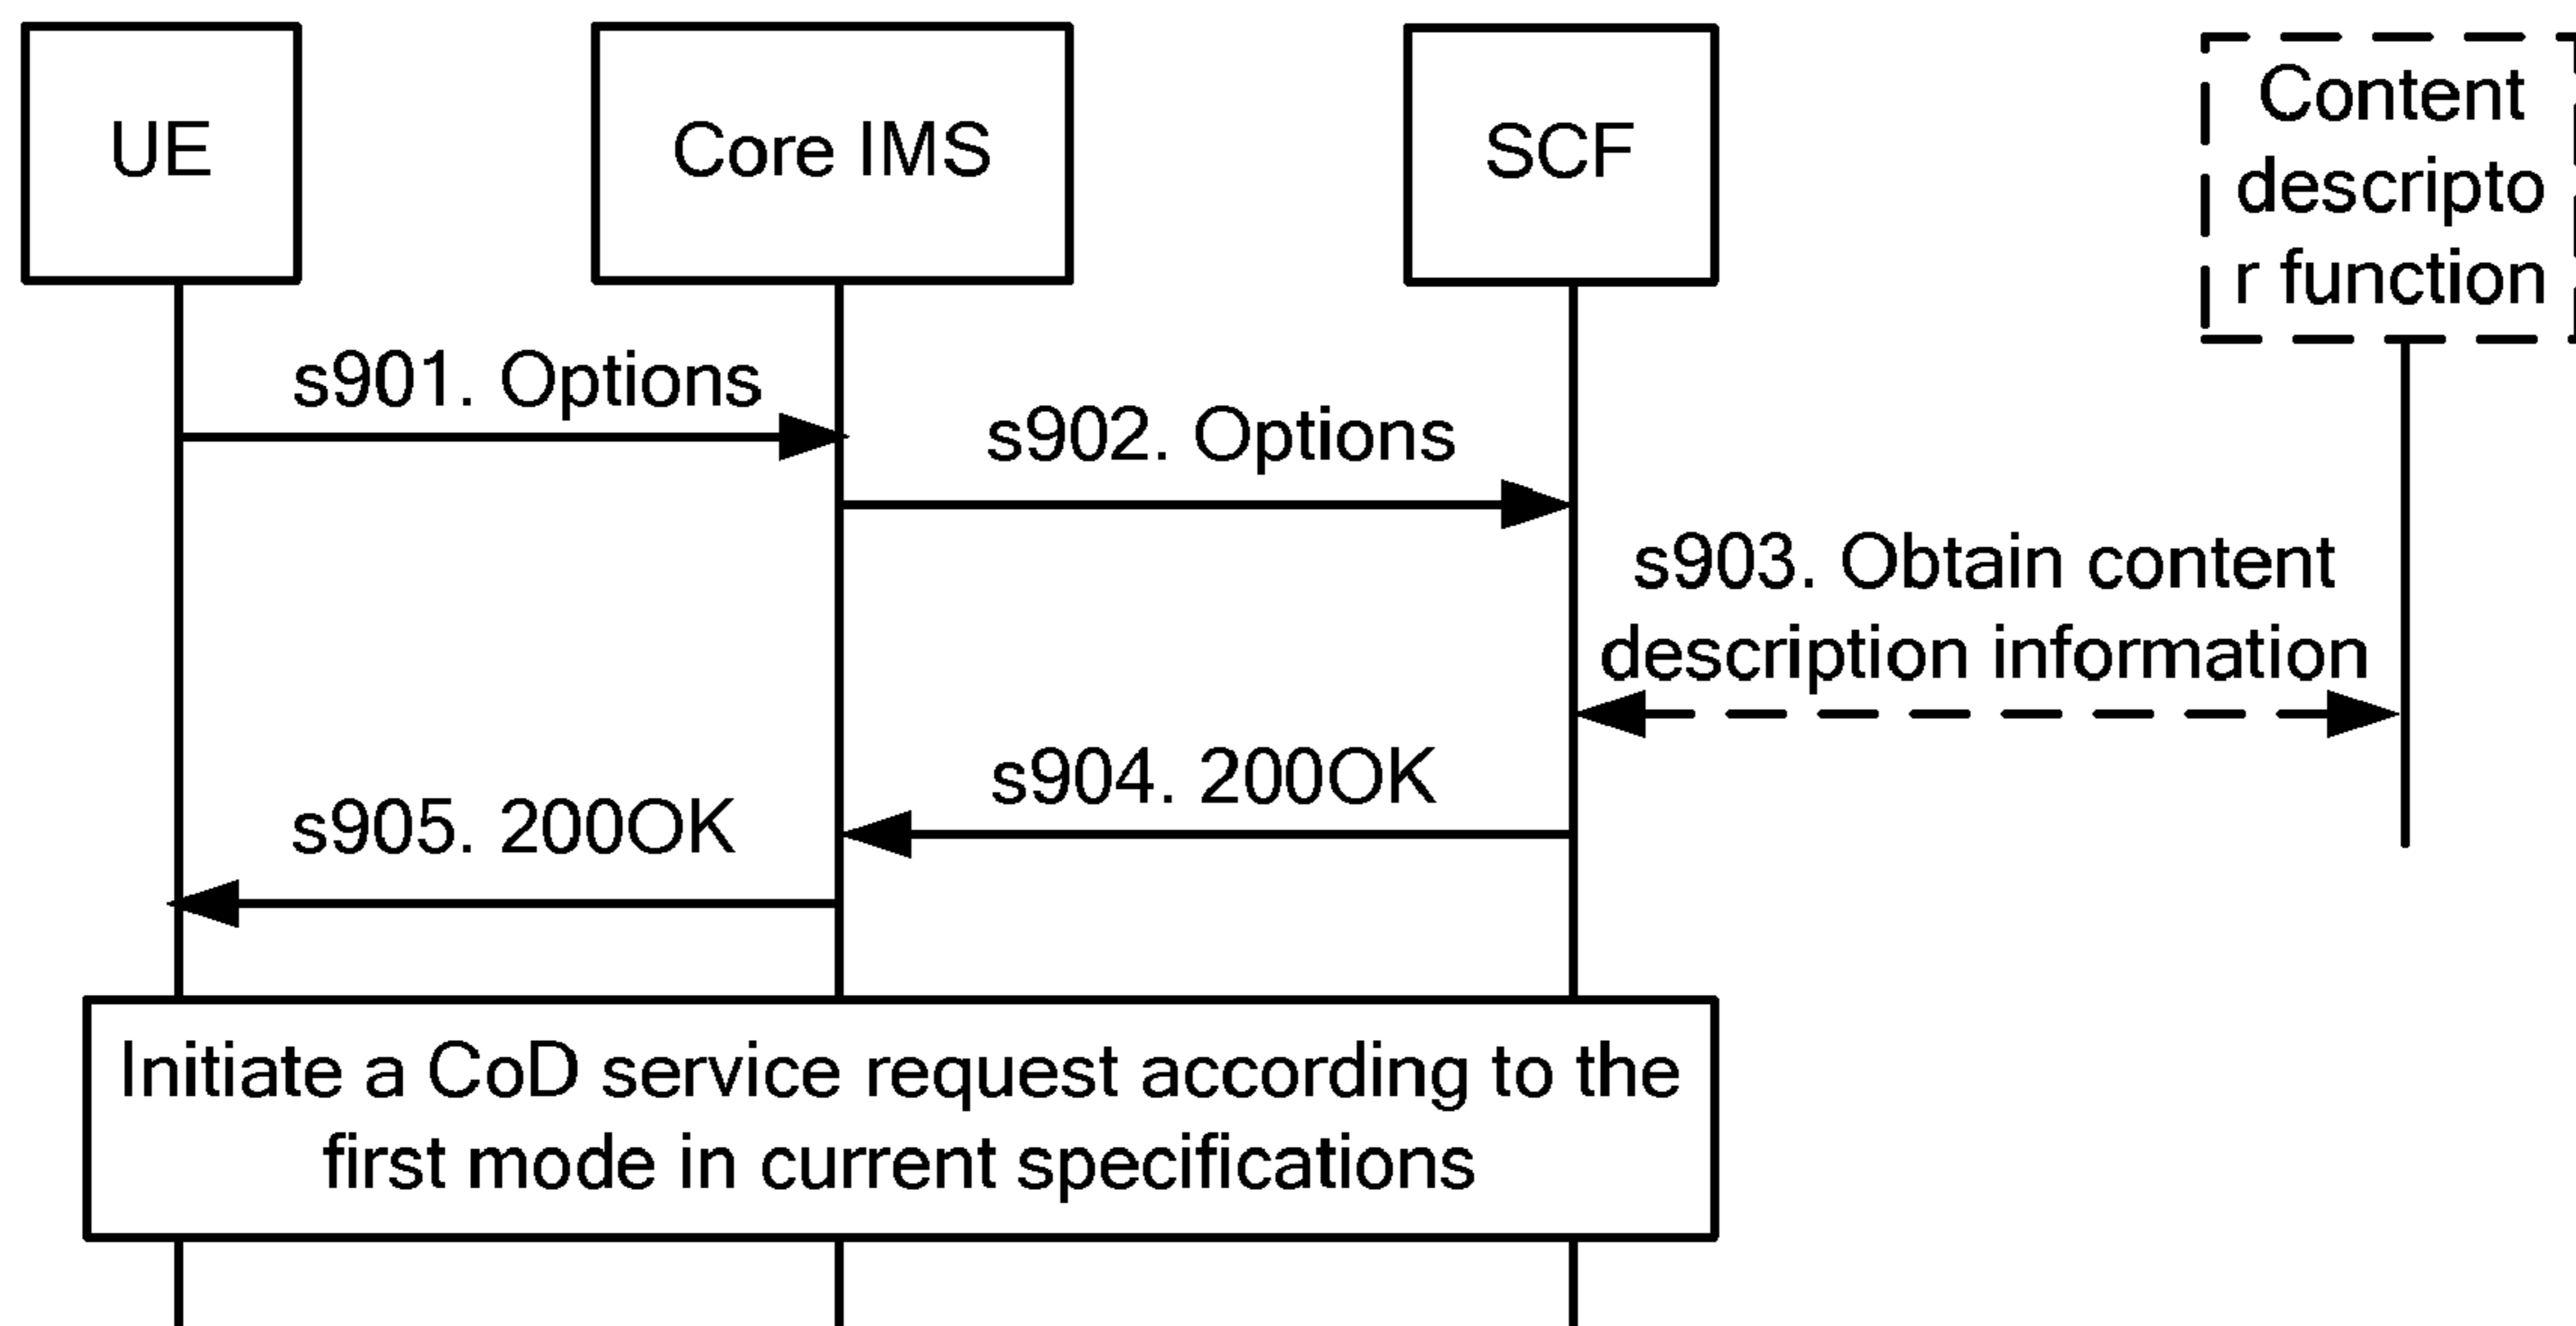 UE
Core IMS
SCF
Content
descripto
r function
s901. Options
s902. Options
s903. Obtain content
description information
s904. 200OK
s905. 200OK
Initiate a CoD service request according to the
first mode in current specifications